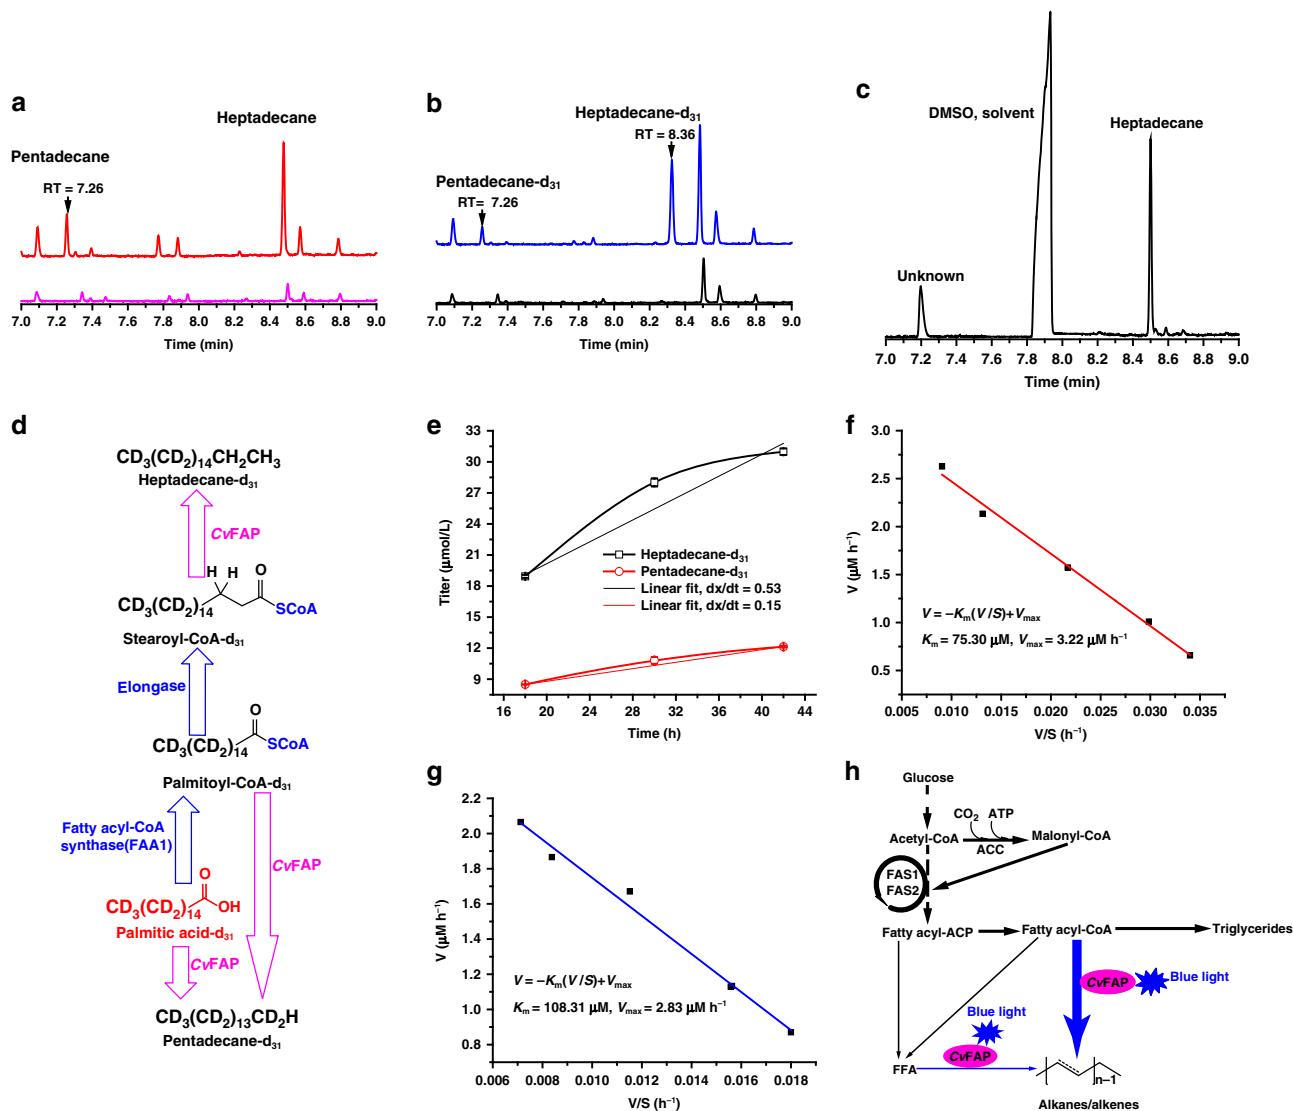 a
Heptadecane
Pentadecane
RT = 7.26
7.0 7.2 7.4 7.6 7.8 8.0 8.2 8.4 8.6 8.8 9.0
Time (min)
b
Heptadecane-d31
RT = 8.36
Pentadecane-d31
RT= 7.26
7.0 7.2 7.4 7.6 7.8 8.0 8.2 8.4 8.6 8.8 9.0
Time (min)
c
DMSO, solvent
Heptadecane
Unknown
7.0 7.2 7.4 7.6 7.8 8.0 8.2 8.4 8.6 8.8 9.0
Time (min)
d
CD3(CD2)14CH2CH3
Heptadecane-d31
CvFAP
H H O
CD3(CD2)14 SCoA
Stearoyl-CoA-d31
Elongase
O
CD3(CD2)14 SCoA
Palmitoyl-CoA-d31
Fatty acyl-CoA
synthase(FAA1)
CvFAP
O
CD3(CD2)14 OH
Palmitic acid-d31
CvFAP
CD3(CD2)13CD2H
Pentadecane-d31
e
33
30
27
24
21
18
15
12
9
Titer (μmol/L)
Heptadecane-d31
Pentadecane-d31
Linear fit, dx/dt = 0.53
Linear fit, dx/dt = 0.15
16 20 24 28 32 36 40 44
Time (h)
f
3.0
2.5
2.0
1.5
1.0
0.5
V (μM h−1)
V = −Km(V/S)+Vmax
Km = 75.30 μM, Vmax = 3.22 μM h−1
0.005 0.010 0.015 0.020 0.025 0.030 0.035
V/S (h−1)
g
2.2
2.0
1.8
1.6
1.4
1.2
1.0
0.8
V (μM h−1)
V = −Km(V/S)+Vmax
Km = 108.31 μM, Vmax = 2.83 μM h−1
0.006 0.008 0.010 0.012 0.014 0.016 0.018
V/S (h−1)
h
Glucose
CO2 ATP
Acetyl-CoA Malonyl-CoA
ACC
FAS1
FAS2
Fatty acyl-ACP Fatty acyl-CoA Triglycerides
CvFAP Blue light
Blue light
CvFAP
FFA
n−1
Alkanes/alkenes